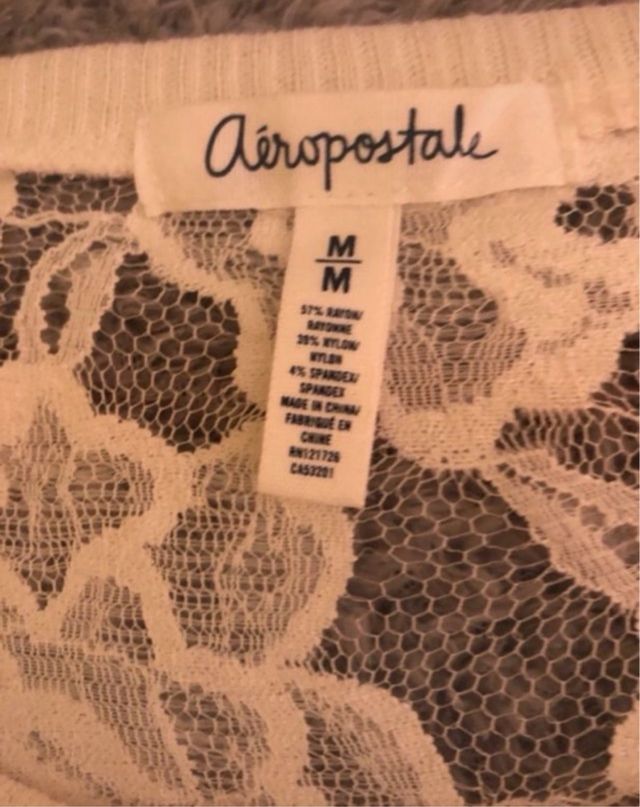 aéropostale
M
M
57% RAYON/
RAYONNE
39% NYLON/
NYLON
4% SPANDEX/
SPANDEX
MADE IN CHINA/
FABRIQUÉ EN
CHINE
RN121726
CA53201